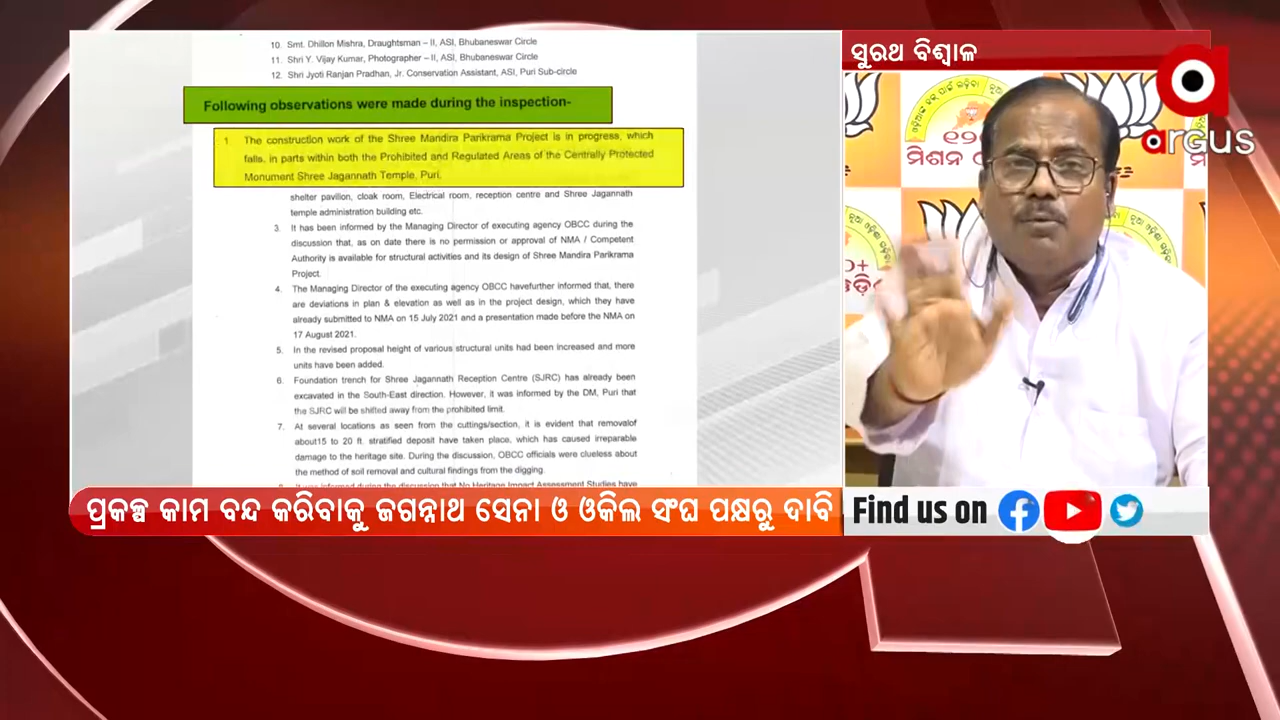 10. Smt. Dhillon Mishra, Draughtsman – II, ASI, Bhubaneswar Circle
11. Shri Y. Vijay Kumar, Photographer – II, ASI, Bhubaneswar Circle
12. Shri Jyoti Ranjan Pradhan, Jr. Conservation Assistant, ASI, Puri Sub-circle
Following observations were made during the inspection-
1. The construction work of the Shree Mandira Parikrama Project is in progress, which
falls, in parts within both the Prohibited and Regulated Areas of the Centrally Protected
Monument Shree Jagannath Temple, Puri.
shelter pavilion, cloak room, Electrical room, reception centre and Shree Jagannath
temple administration building etc.
3. It has been informed by the Managing Director of executing agency OBCC during the
discussion that, as on date there is no permission or approval of NMA / Competent
Authority is available for structural activities and its design of Shree Mandira Parikrama
Project.
4. The Managing Director of the executing agency OBCC havefurther informed that, there
are deviations in plan & elevation as well as in the project design, which they have
already submitted to NMA on 15 July 2021 and a presentation made before the NMA on
17 August 2021.
5. In the revised proposal height of various structural units had been increased and more
units have been added.
6. Foundation trench for Shree Jagannath Reception Centre (SJRC) has already been
excavated in the South-East direction. However, it was informed by the DM, Puri that
the SJRC will be shifted away from the prohibited limit.
7. At several locations as seen from the cuttings/section, it is evident that removalof
about15 to 20 ft. stratified deposit have taken place, which has caused irreparable
damage to the heritage site. During the discussion, OBCC officials were clueless about
the method of soil removal and cultural findings from the digging.
It was informed during the discussion that No Heritage Impact Assessment Studies have
ସୁରଥ ବିଶ୍ୱାଳ
argus
ମିଶନ
ପ୍ରକଳ୍ପ କାମ ବନ୍ଦ କରିବାକୁ ଜଗନ୍ନାଥ ସେନା ଓ ଓକିଲ ସଂଘ ପକ୍ଷରୁ ଦାବି
Find us on